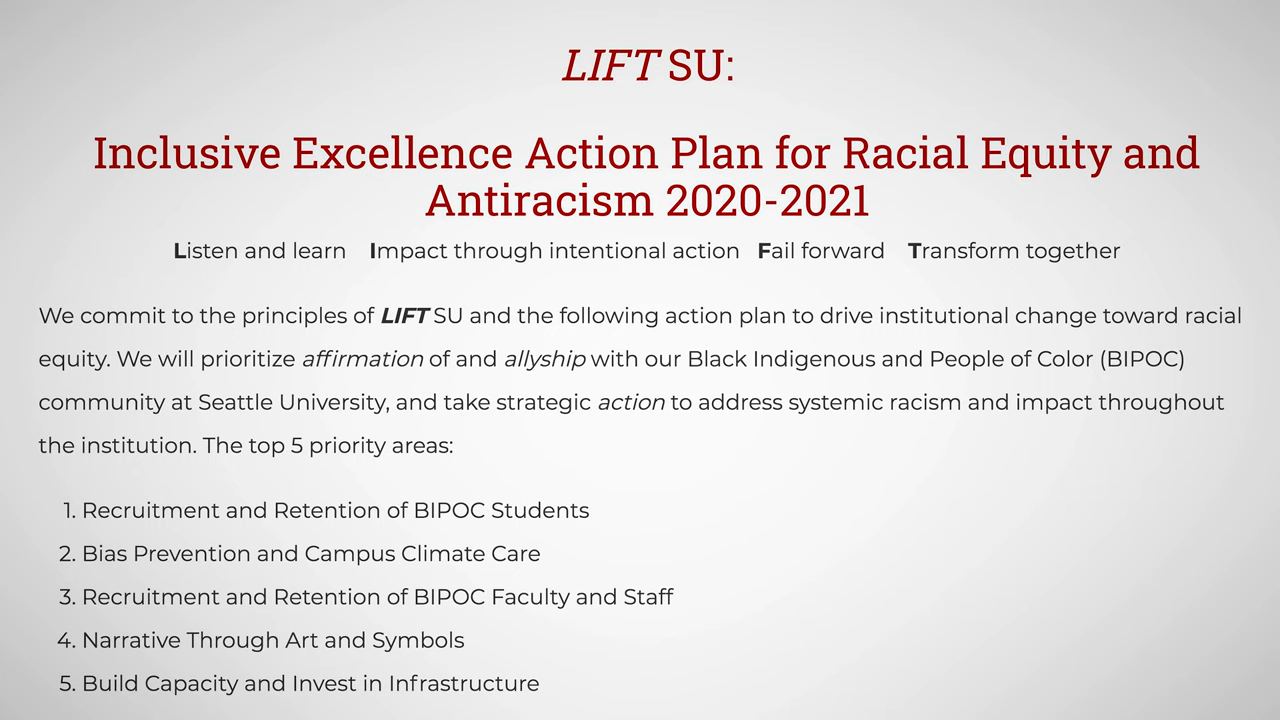 LIFT SU:
Inclusive Excellence Action Plan for Racial Equity and
Antiracism 2020-2021
Listen and learn Impact through intentional action Fail forward Transform together
We commit to the principles of LIFT SU and the following action plan to drive institutional change toward racial
equity. We will prioritize affirmation of and allyship with our Black Indigenous and People of Color (BIPOC)
community at Seattle University, and take strategic action to address systemic racism and impact throughout
the institution. The top 5 priority areas:
1. Recruitment and Retention of BIPOC Students
2. Bias Prevention and Campus Climate Care
3. Recruitment and Retention of BIPOC Faculty and Staff
4. Narrative Through Art and Symbols
5. Build Capacity and Invest in Infrastructure